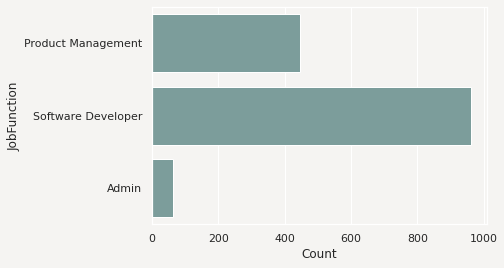 Product Management
Software Developer
Admin
JobFunction
0 200 400 600 800 1000
Count